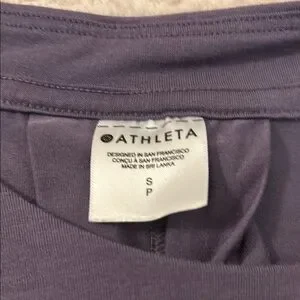 ATHLETA
DESIGNED IN SAN FRANCISCO
CONÇU À SAN FRANCISCO
MADE IN SRI LANKA
S
P